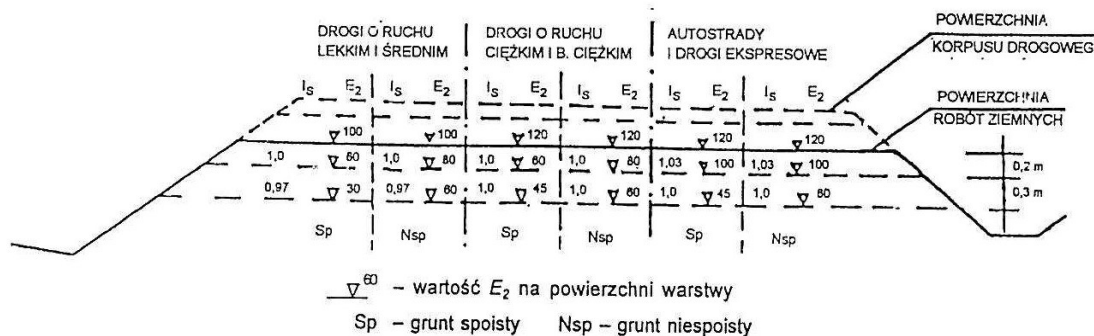 DROGI O RUCHU
LEKKIM I ŚREDNIM
DROGI O RUCHU
CIĘŻKIM I B. CIĘŻKIM
AUTOSTRADY
I DROGI EKSPRESOWE
POWIERZCHNIA
KORPUSU DROGOWEG
POWIERZCHNIA
ROBÓT ZIEMNYCH
Is E2 Is E2 Is E2 Is E2 Is E2 Is E2
100 100 120 120 120 120
1,0 60 1,0 80 1,0 60 1,0 80 1,03 100 1,03 100
0,2 m
0,97 30 0,97 60 1,0 45 1,0 60 1,0 45 1,0 60
0,3 m
Sp Nsp Sp Nsp Sp Nsp
60 – wartość E2 na powierzchni warstwy
Sp – grunt spoisty Nsp – grunt niespoisty